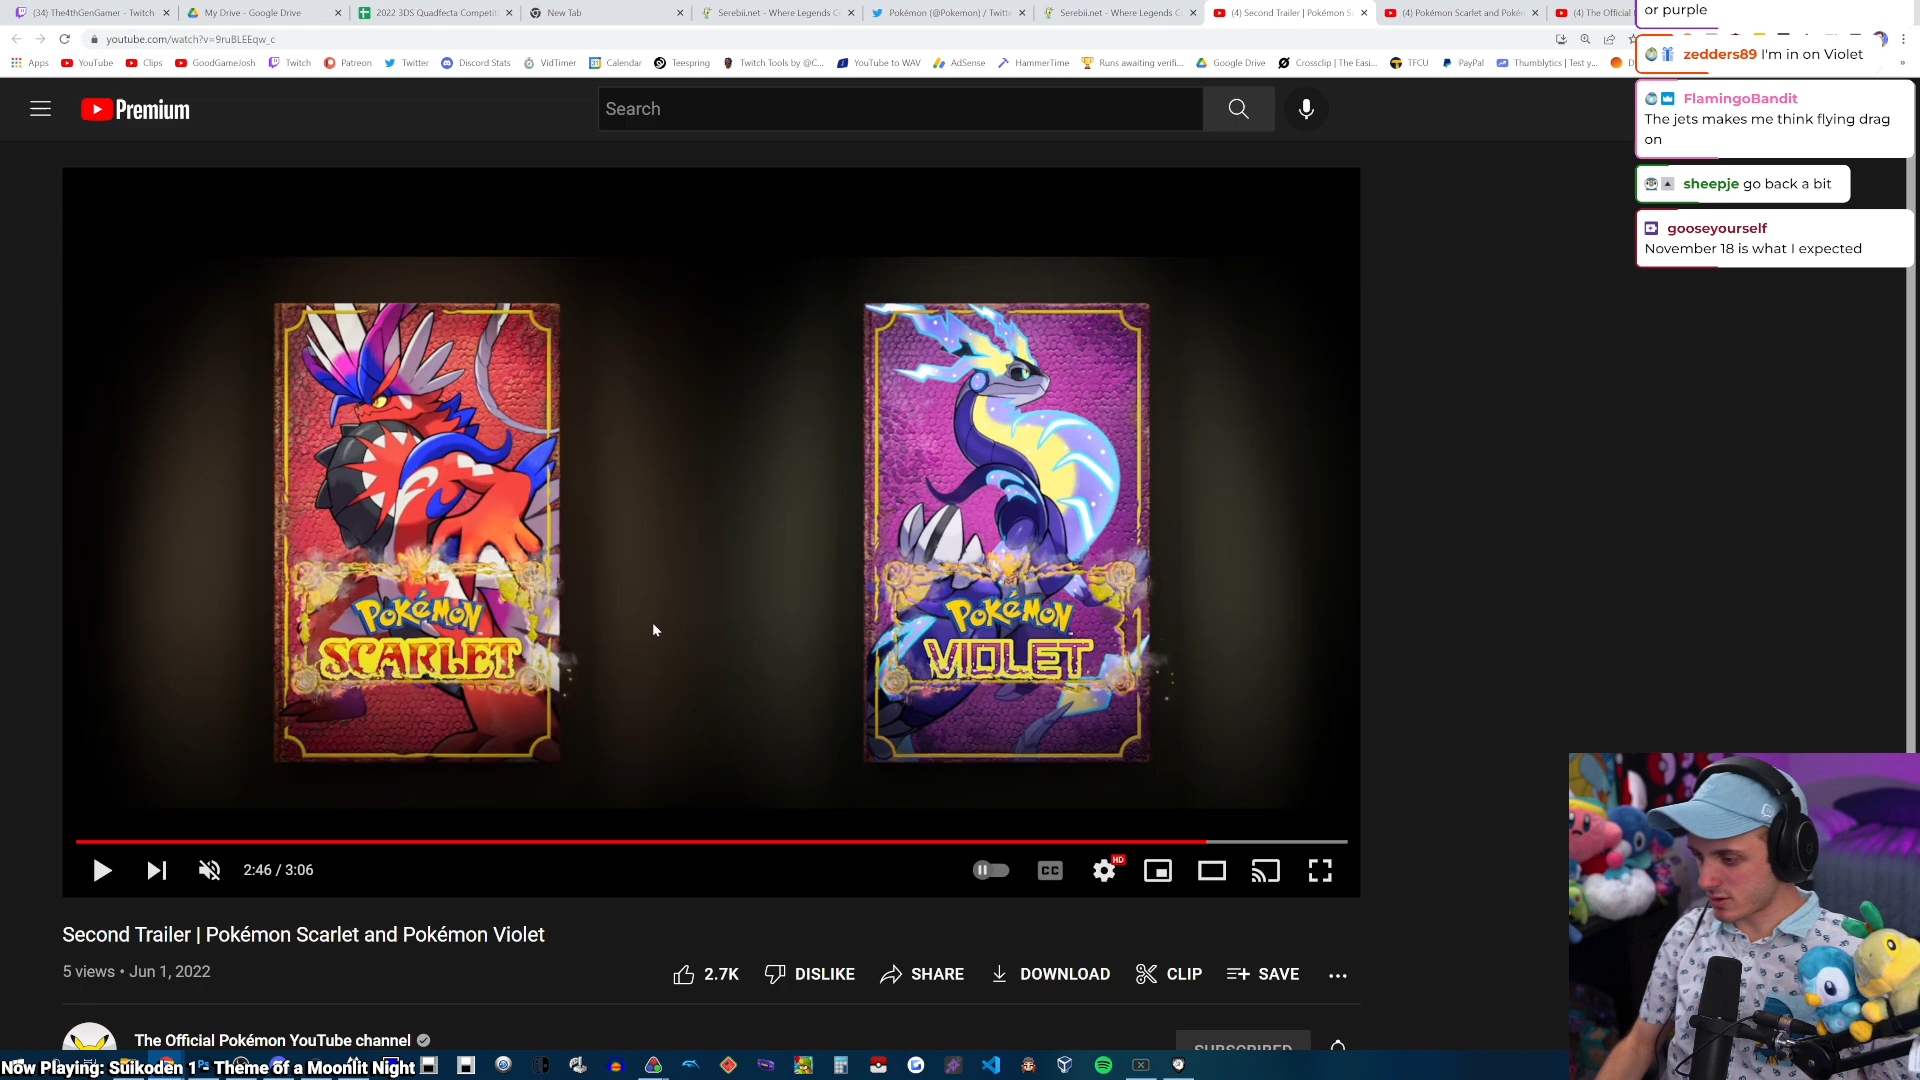 (34) The4thGenGamer - Twitch
My Drive - Google Drive
2022 3DS Quadfecta Competit
New Tab
Serebii.net - Where Legends C
Pokémon (@Pokemon) / Twitt
Serebii.net - Where Legends C
(4) Second Trailer | Pokémon S
(4) Pokémon Scarlet and Poké
(4) The Official
youtube.com/watch?v=9ruBLEEqw_c
Apps
YouTube
Clips
GoodGameJosh
Twitch
Patreon
Twitter
Discord Stats
VidTimer
Calendar
Teespring
Twitch Tools by @C...
YouTube to WAV
AdSense
HammerTime
Runs awaiting verifi...
Google Drive
Crossclip | The Easi...
TFCU
PayPal
Thumblytics | Test y...
or purple
zedders89 I'm in on Violet
FlamingoBandit
The jets makes me think flying drag
on
sheepje go back a bit
gooseyourself
November 18 is what I expected
Premium
Search
POKÉMON
SCARLET
POKÉMON
VIOLET
2:46 / 3:06
CC
HD
Second Trailer | Pokémon Scarlet and Pokémon Violet
5 views • Jun 1, 2022
2.7K
DISLIKE
SHARE
DOWNLOAD
CLIP
SAVE
The Official Pokémon YouTube channel
SUBSCRIBED
Now Playing: Suikoden 1 - Theme of a Moonlit Night